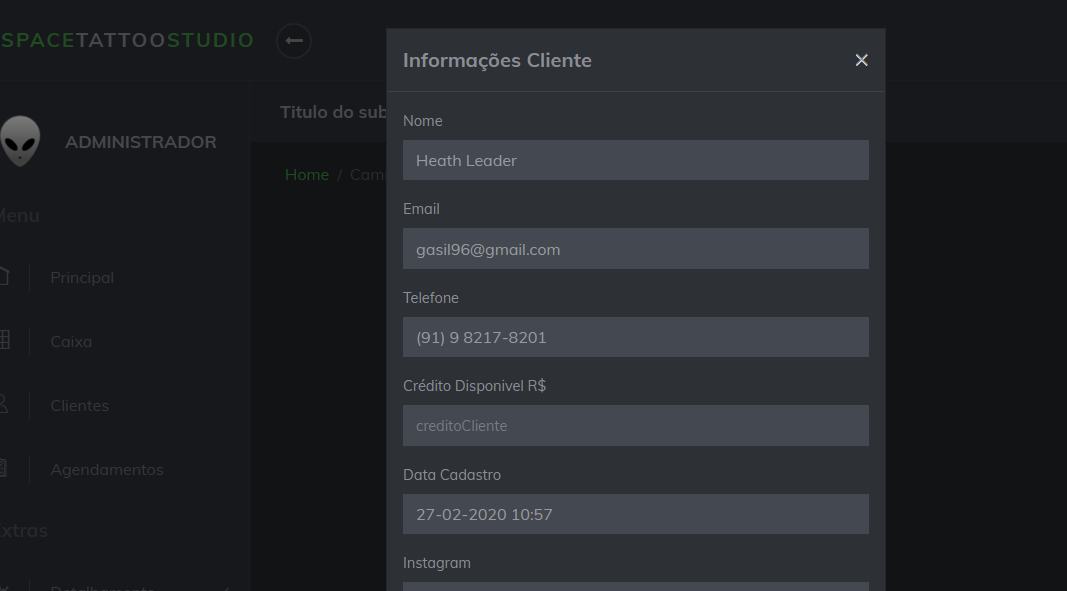 SPACETATTOOSTUDIO
Informações Cliente
Titulo do sub
ADMINISTRADOR
Nome
Heath Leader
Home / Cam
Menu
Email
gasil96@gmail.com
Principal
Telefone
(91) 9 8217-8201
Caixa
Crédito Disponivel R$
creditoCliente
Clientes
Agendamentos
Data Cadastro
27-02-2020 10:57
Extras
Instagram
Detalhamento